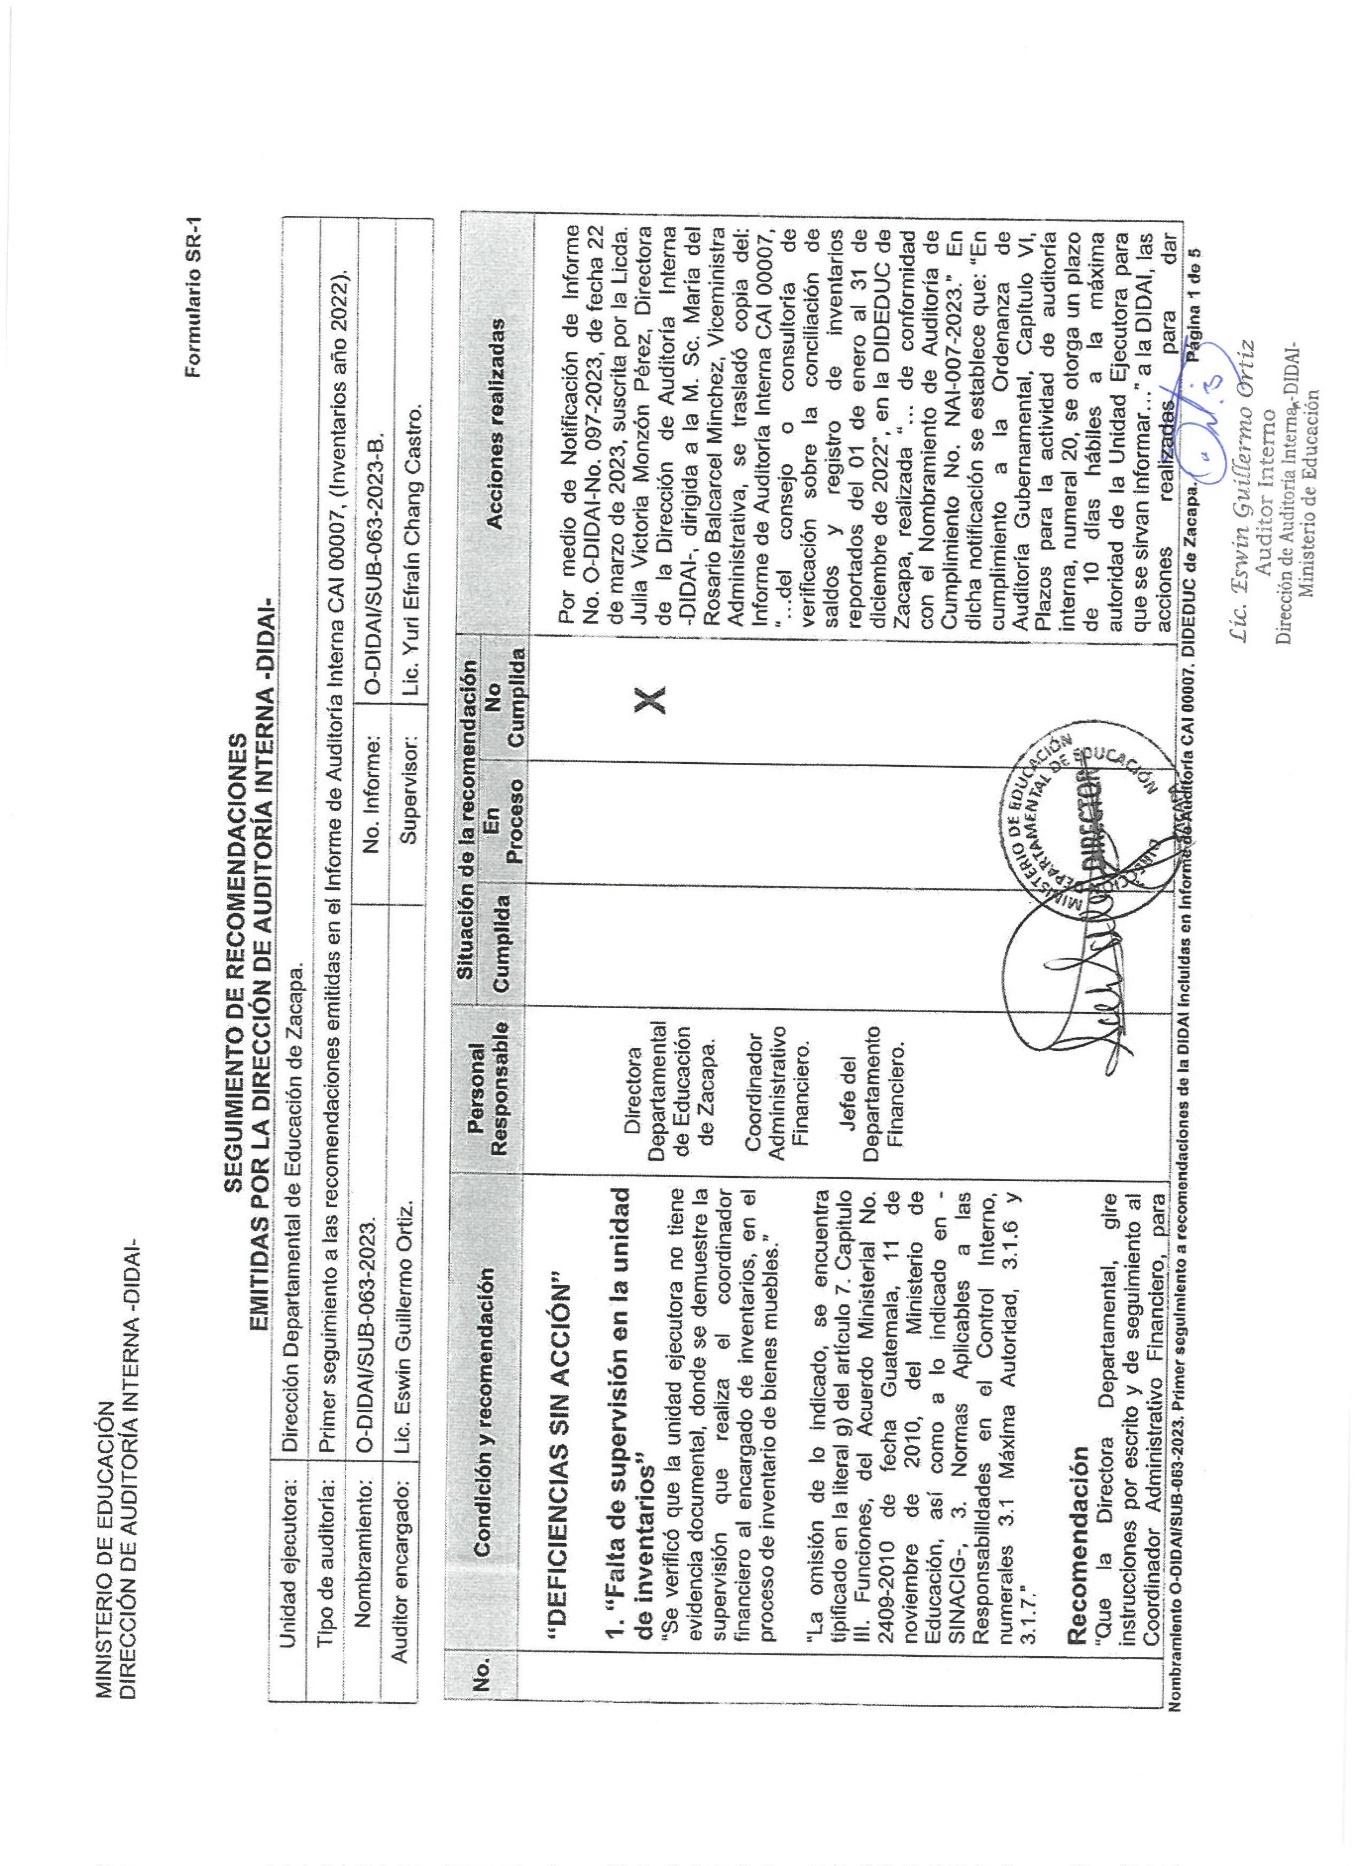 MINISTERIO DE EDUCACIÓN
DIRECCIÓN DE AUDITORÍA INTERNA -DIDAI-
Formulario SR-1
SEGUIMIENTO DE RECOMENDACIONES
EMITIDAS POR LA DIRECCIÓN DE AUDITORÍA INTERNA -DIDAI-
Unidad ejecutora: Dirección Departamental de Educación de Zacapa.
Tipo de auditoría: Primer seguimiento a las recomendaciones emitidas en el Informe de Auditoría Interna CAI 00007, (Inventarios año 2022).
Nombramiento: O-DIDAI/SUB-063-2023. No. Informe: O-DIDAI/SUB-063-2023-B.
Auditor encargado: Lic. Eswin Guillermo Ortiz. Supervisor: Lic. Yuri Efraín Chang Castro.
No.
Condición y recomendación
Personal
Responsable
Situación de la recomendación
Cumplida
En
Proceso
No
Cumplida
Acciones realizadas
“DEFICIENCIAS SIN ACCIÓN”
1. “Falta de supervisión en la unidad
de inventarios”
“Se verificó que la unidad ejecutora no tiene
evidencia documental, donde se demuestre la
supervisión que realiza el coordinador
financiero al encargado de inventarios, en el
proceso de inventario de bienes muebles.”
“La omisión de lo indicado, se encuentra
tipificado en la literal g) del artículo 7. Capitulo
III. Funciones, del Acuerdo Ministerial No.
2409-2010 de fecha Guatemala, 11 de
noviembre de 2010, del Ministerio de
Educación, así como a lo indicado en -
SINACIG-, 3. Normas Aplicables a las
Responsabilidades en el Control Interno,
numerales 3.1 Máxima Autoridad, 3.1.6 y
3.1.7.”
Recomendación
“Que la Directora Departamental, gire
instrucciones por escrito y de seguimiento al
Coordinador Administrativo Financiero, para
Directora
Departamental
de Educación
de Zacapa.
Coordinador
Administrativo
Financiero.
Jefe del
Departamento
Financiero.
X
Por medio de Notificación de Informe
No. O-DIDAI-No. 097-2023, de fecha 22
de marzo de 2023, suscrita por la Licda.
Julia Victoria Monzón Pérez, Directora
de la Dirección de Auditoría Interna
-DIDAI-, dirigida a la M. Sc. María del
Rosario Balcarcel Minchez, Viceministra
Administrativa, se trasladó copia del:
Informe de Auditoría Interna CAI 00007,
“...del consejo o consultoría de
verificación sobre la conciliación de
saldos y registro de inventarios
reportados del 01 de enero al 31 de
diciembre de 2022”, en la DIDEDUC de
Zacapa, realizada “... de conformidad
con el Nombramiento de Auditoría de
Cumplimiento No. NAI-007-2023.” En
dicha notificación se establece que: “En
cumplimiento a la Ordenanza de
Auditoría Gubernamental, Capítulo VI,
Plazos para la actividad de auditoría
interna, numeral 20, se otorga un plazo
de 10 días hábiles a la máxima
autoridad de la Unidad Ejecutora para
que se sirvan informar...” a la DIDAI, las
acciones realizadas para dar
MINISTERIO DE EDUCACIÓN
DEPARTAMENTAL DE EDUCACIÓN
DIRECTOR
Nombramiento O-DIDAI/SUB-063-2023. Primer seguimiento a recomendaciones de la DIDAI incluidas en Informe de Auditoría CAI 00007. DIDEDUC de Zacapa. Página 1 de 5
Lic. Eswin Guillermo Ortiz
Auditor Interno
Dirección de Auditoría Interna -DIDAI-
Ministerio de Educación